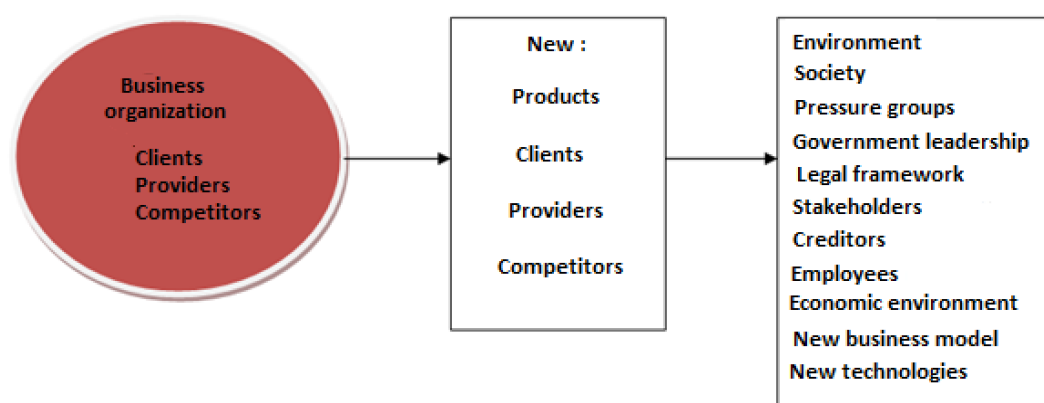 Business
organization
Clients
Providers
Competitors
New :
Products
Clients
Providers
Competitors
Environment
Society
Pressure groups
Government leadership
Legal framework
Stakeholders
Creditors
Employees
Economic environment
New business model
New technologies